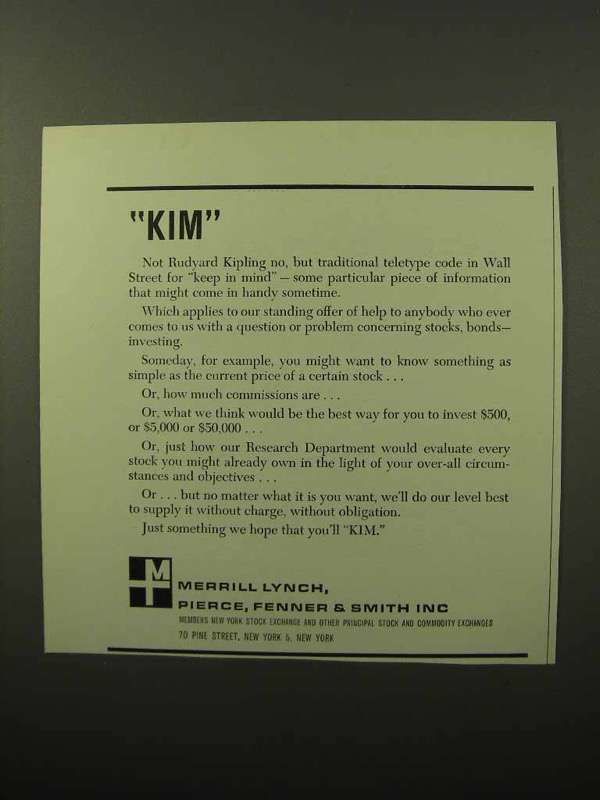 "KIM"
Not Rudyard Kipling no, but traditional teletype code in Wall
Street for "keep in mind" — some particular piece of information
that might come in handy sometime.
Which applies to our standing offer of help to anybody who ever
comes to us with a question or problem concerning stocks, bonds—
investing.
Someday, for example, you might want to know something as
simple as the current price of a certain stock . . .
Or, how much commissions are . . .
Or, what we think would be the best way for you to invest $500,
or $5,000 or $50,000 . . .
Or, just how our Research Department would evaluate every
stock you might already own in the light of your over-all circum-
stances and objectives . . .
Or . . . but no matter what it is you want, we'll do our level best
to supply it without charge, without obligation.
Just something we hope that you'll "KIM."
M
MERRILL LYNCH,
PIERCE, FENNER & SMITH INC
MEMBERS NEW YORK STOCK EXCHANGE AND OTHER PRINCIPAL STOCK AND COMMODITY EXCHANGES
70 PINE STREET, NEW YORK 5, NEW YORK